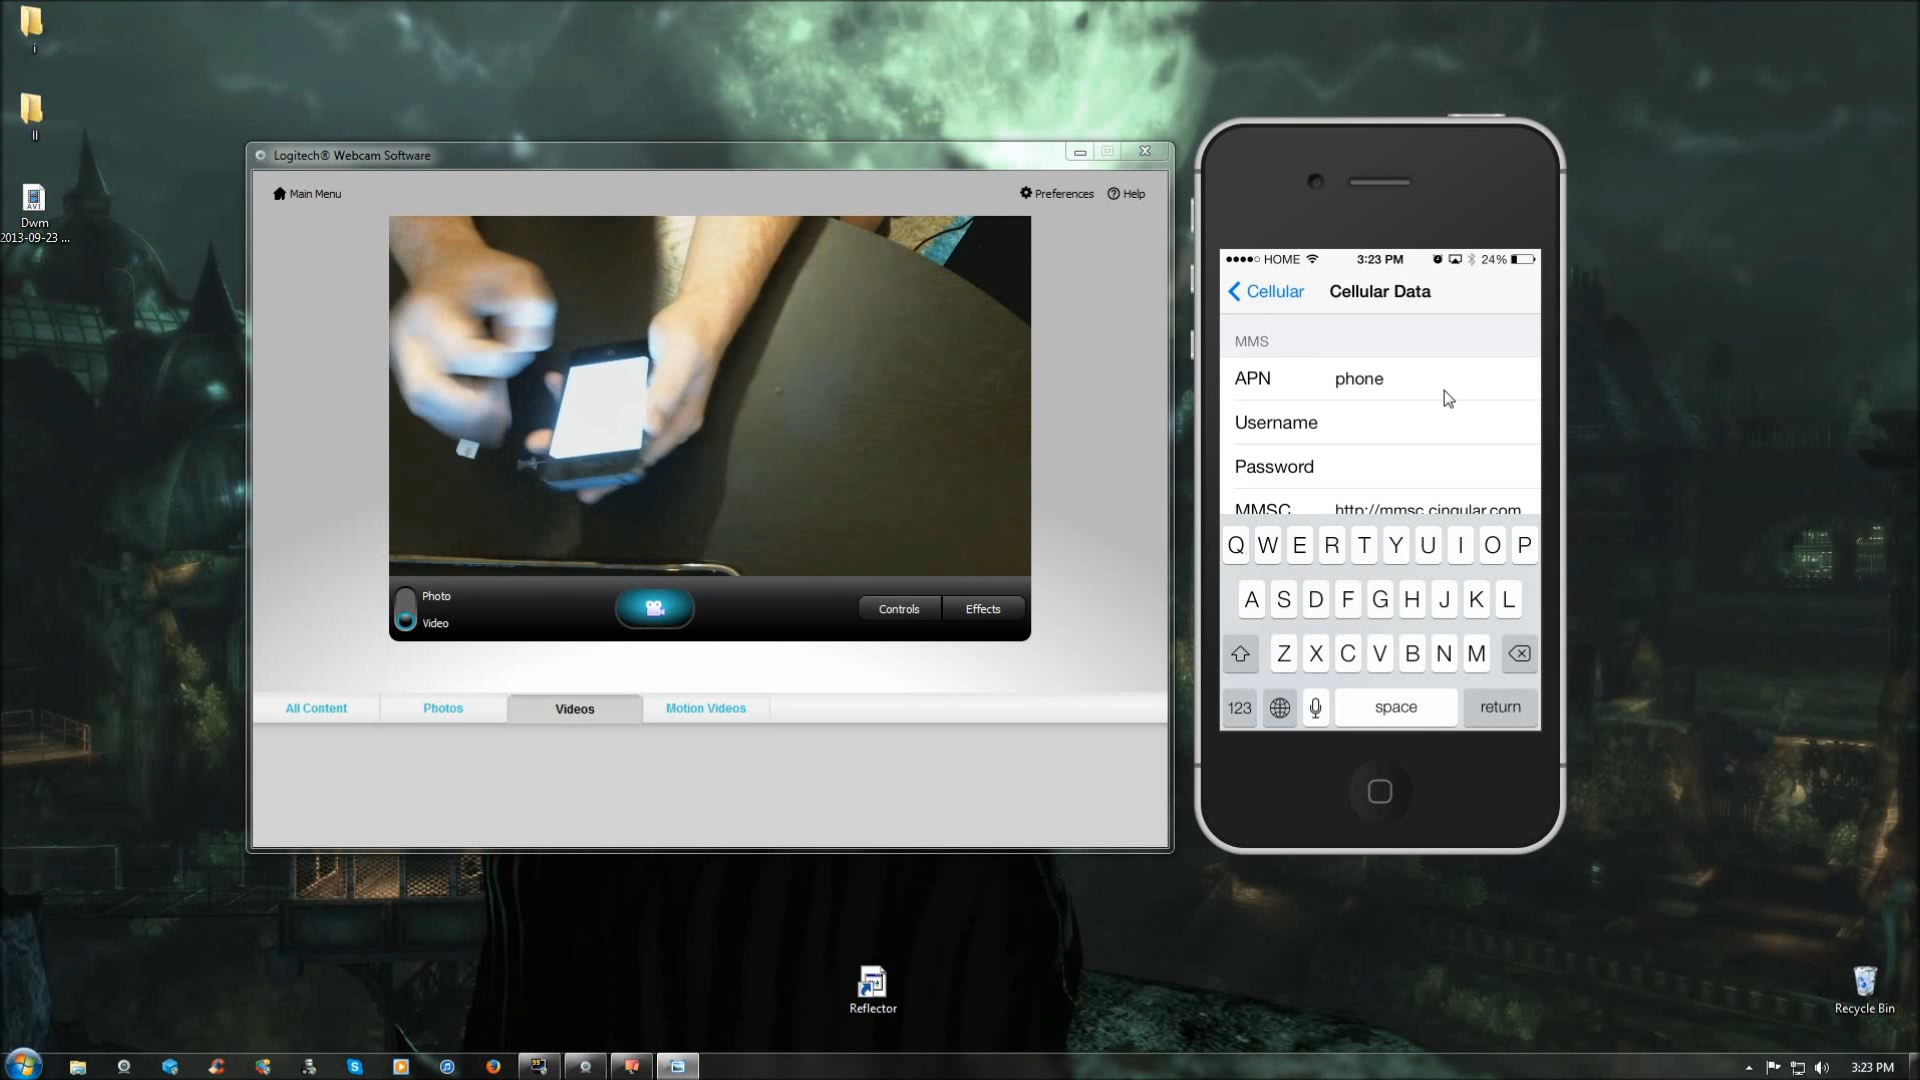 i
II
Dwm
2013-09-23 ...
Logitech® Webcam Software
Main Menu
Preferences
Help
Photo
Video
Controls
Effects
All Content
Photos
Videos
Motion Videos
HOME
3:23 PM
24%
Cellular
Cellular Data
MMS
APN phone
Username
Password
MMSC http://mmsc.cingular.com
Q W E R T Y U I O P
A S D F G H J K L
Z X C V B N M
123
space
return
Reflector
Recycle Bin
3:23 PM